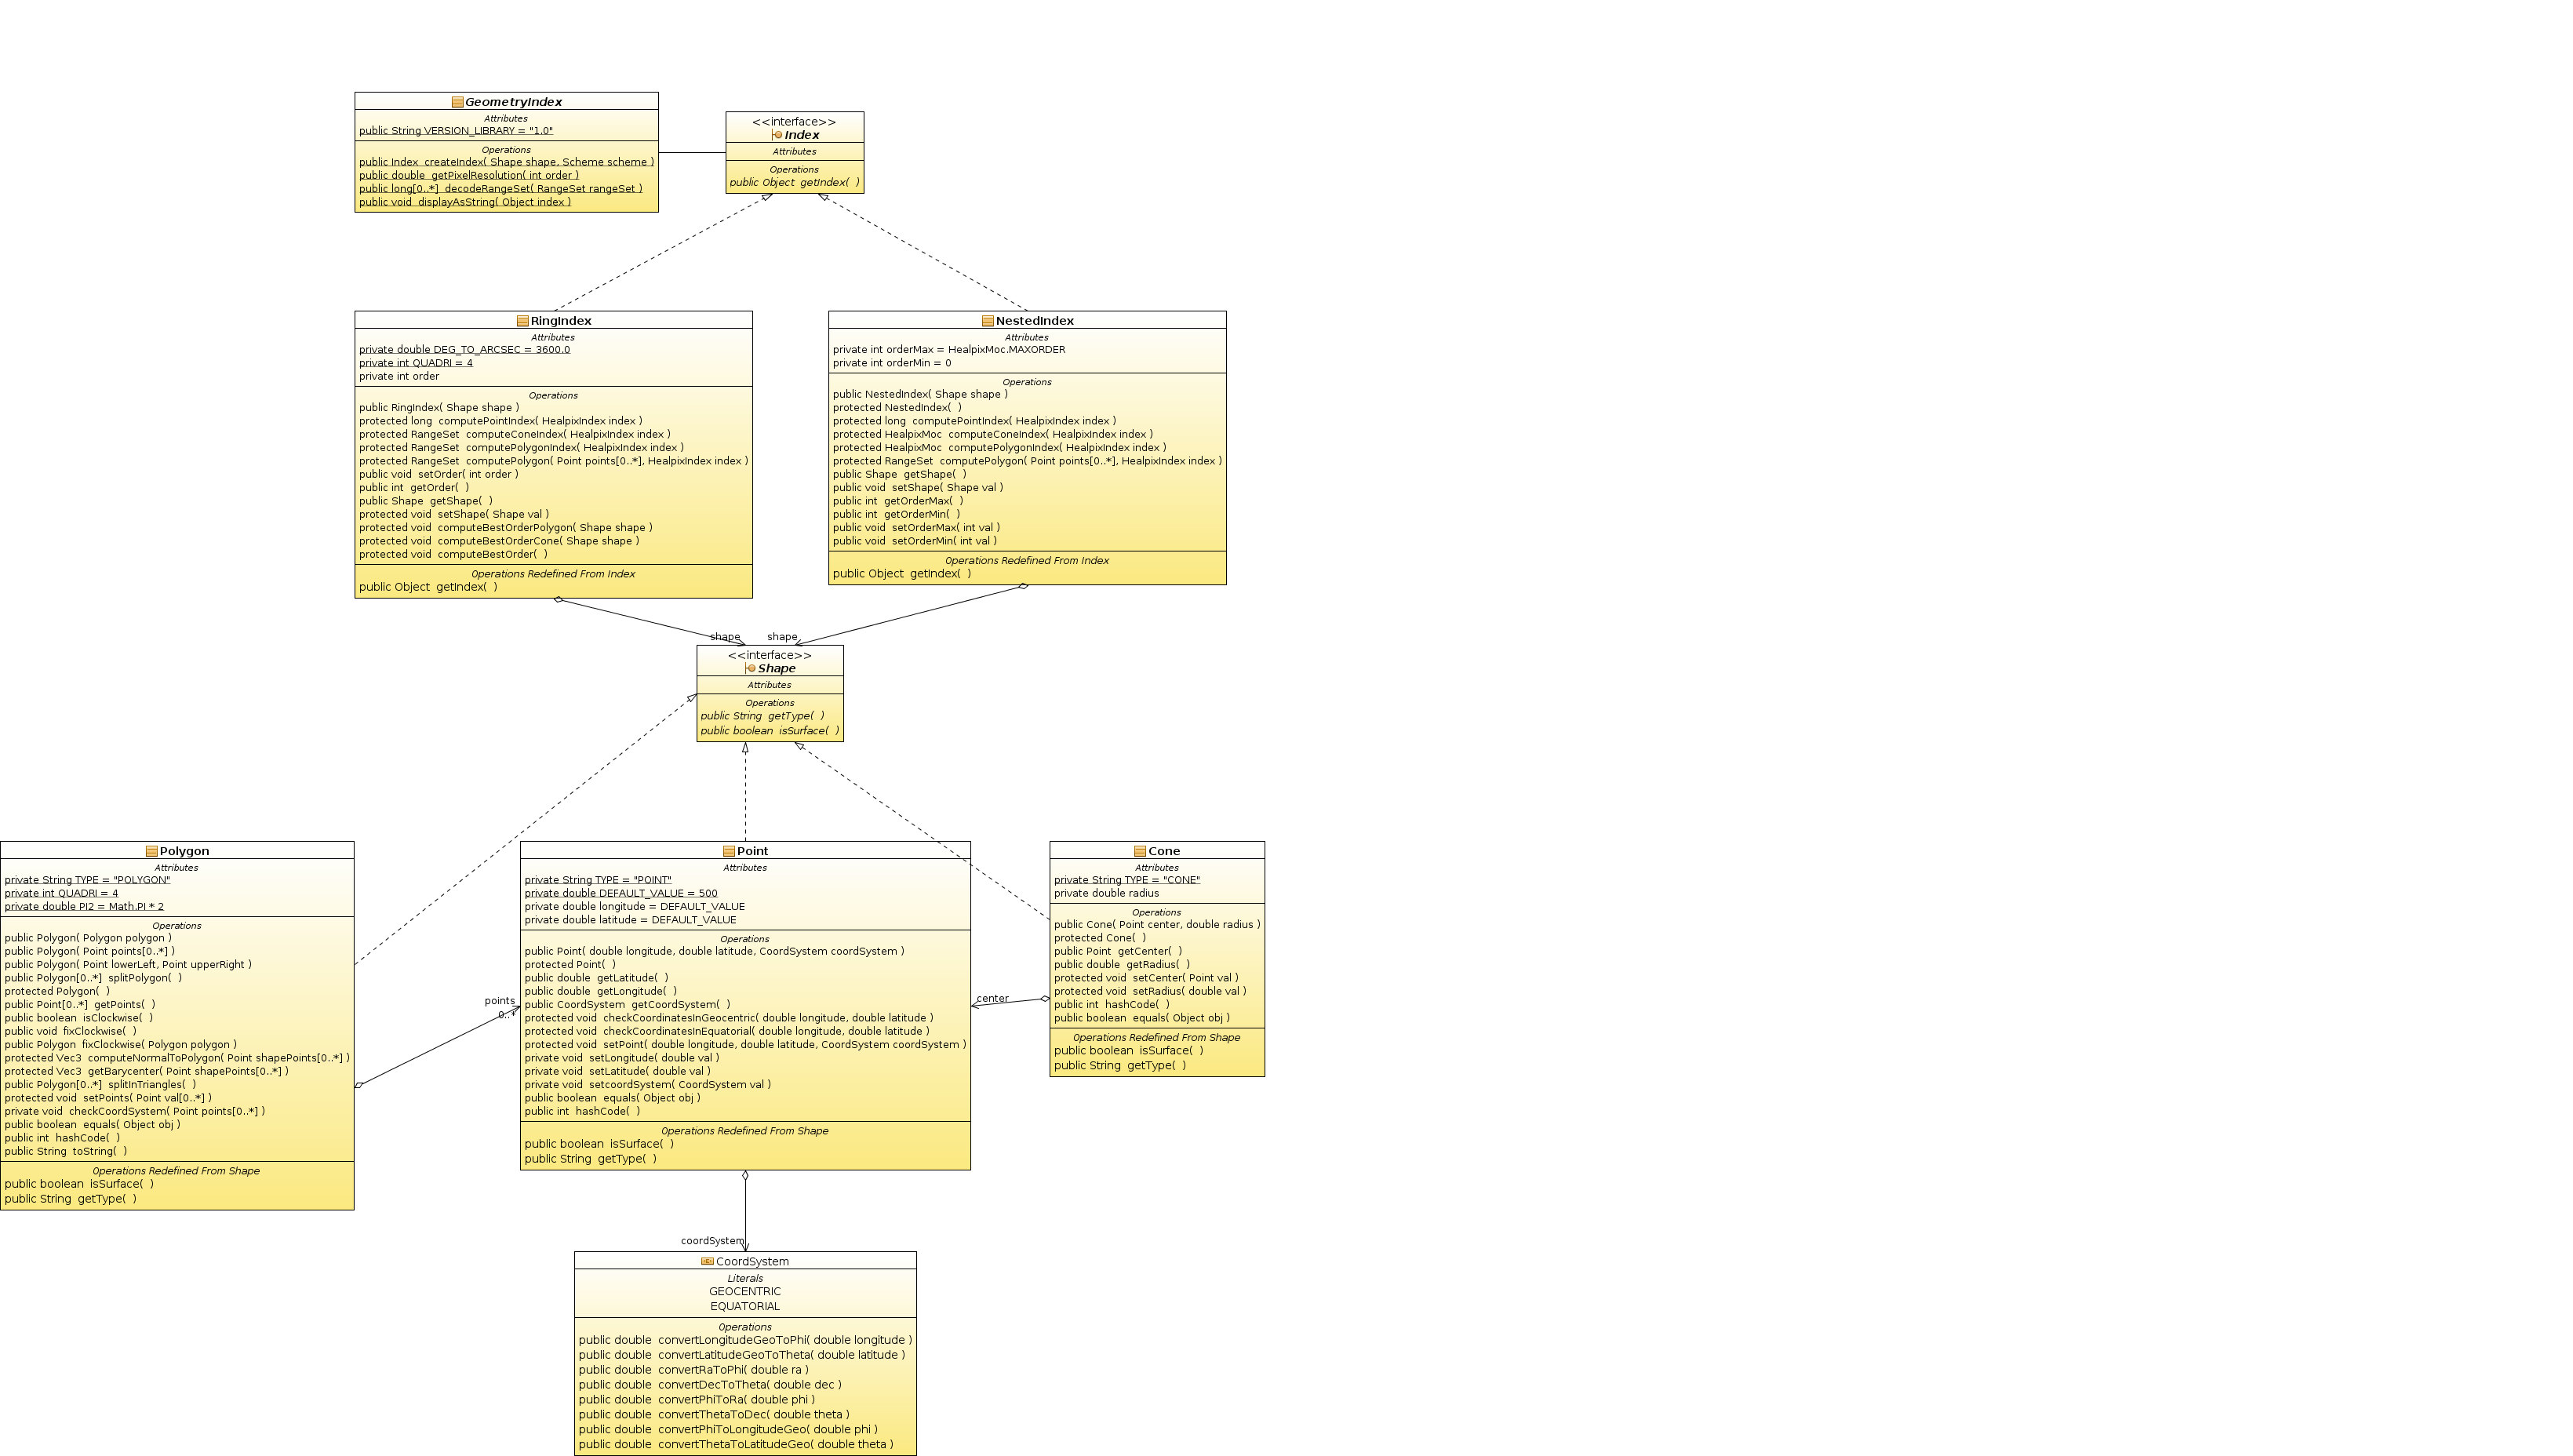 GeometryIndex
Attributes
public String VERSION_LIBRARY = "1.0"
Operations
public Index  createIndex( Shape shape, Scheme scheme )
public double  getPixelResolution( int order )
public long[0..*]  decodeRangeSet( RangeSet rangeSet )
public void  displayAsString( Object index )
<<interface>>
Index
Attributes
Operations
public Object  getIndex(  )
RingIndex
Attributes
private double DEG_TO_ARCSEC = 3600.0
private int QUADRI = 4
private int order
Operations
public RingIndex( Shape shape )
protected long  computePointIndex( HealpixIndex index )
protected RangeSet  computeConeIndex( HealpixIndex index )
protected RangeSet  computePolygonIndex( HealpixIndex index )
protected RangeSet  computePolygon( Point points[0..*], HealpixIndex index )
public void  setOrder( int order )
public int  getOrder(  )
public Shape  getShape(  )
protected void  setShape( Shape val )
protected void  computeBestOrderPolygon( Shape shape )
protected void  computeBestOrderCone( Shape shape )
protected void  computeBestOrder(  )
Operations Redefined From Index
public Object  getIndex(  )
NestedIndex
Attributes
private int orderMax = HealpixMoc.MAXORDER
private int orderMin = 0
Operations
public NestedIndex( Shape shape )
protected NestedIndex(  )
protected long  computePointIndex( HealpixIndex index )
protected HealpixMoc  computeConeIndex( HealpixIndex index )
protected HealpixMoc  computePolygonIndex( HealpixIndex index )
protected RangeSet  computePolygon( Point points[0..*], HealpixIndex index )
public Shape  getShape(  )
public void  setShape( Shape val )
public int  getOrderMax(  )
public int  getOrderMin(  )
public void  setOrderMax( int val )
public void  setOrderMin( int val )
Operations Redefined From Index
public Object  getIndex(  )
shape
shape
<<interface>>
Shape
Attributes
Operations
public String  getType(  )
public boolean  isSurface(  )
Polygon
Attributes
private String TYPE = "POLYGON"
private int QUADRI = 4
private double PI2 = Math.PI * 2
Operations
public Polygon( Polygon polygon )
public Polygon( Point points[0..*] )
public Polygon( Point lowerLeft, Point upperRight )
public Polygon[0..*]  splitPolygon(  )
protected Polygon(  )
public Point[0..*]  getPoints(  )
public boolean  isClockwise(  )
public void  fixClockwise(  )
public Polygon  fixClockwise( Polygon polygon )
protected Vec3  computeNormalToPolygon( Point shapePoints[0..*] )
protected Vec3  getBarycenter( Point shapePoints[0..*] )
public Polygon[0..*]  splitInTriangles(  )
protected void  setPoints( Point val[0..*] )
private void  checkCoordSystem( Point points[0..*] )
public boolean  equals( Object obj )
public int  hashCode(  )
public String  toString(  )
Operations Redefined From Shape
public boolean  isSurface(  )
public String  getType(  )
points
0..*
Point
Attributes
private String TYPE = "POINT"
private double DEFAULT_VALUE = 500
private double longitude = DEFAULT_VALUE
private double latitude = DEFAULT_VALUE
Operations
public Point( double longitude, double latitude, CoordSystem coordSystem )
protected Point(  )
public double  getLatitude(  )
public double  getLongitude(  )
public CoordSystem  getCoordSystem(  )
protected void  checkCoordinatesInGeocentric( double longitude, double latitude )
protected void  checkCoordinatesInEquatorial( double longitude, double latitude )
protected void  setPoint( double longitude, double latitude, CoordSystem coordSystem )
private void  setLongitude( double val )
private void  setLatitude( double val )
private void  setcoordSystem( CoordSystem val )
public boolean  equals( Object obj )
public int  hashCode(  )
Operations Redefined From Shape
public boolean  isSurface(  )
public String  getType(  )
center
Cone
Attributes
private String TYPE = "CONE"
private double radius
Operations
public Cone( Point center, double radius )
protected Cone(  )
public Point  getCenter(  )
public double  getRadius(  )
protected void  setCenter( Point val )
protected void  setRadius( double val )
public int  hashCode(  )
public boolean  equals( Object obj )
Operations Redefined From Shape
public boolean  isSurface(  )
public String  getType(  )
coordSystem
CoordSystem
Literals
GEOCENTRIC
EQUATORIAL
Operations
public double  convertLongitudeGeoToPhi( double longitude )
public double  convertLatitudeGeoToTheta( double latitude )
public double  convertRaToPhi( double ra )
public double  convertDecToTheta( double dec )
public double  convertPhiToRa( double phi )
public double  convertThetaToDec( double theta )
public double  convertPhiToLongitudeGeo( double phi )
public double  convertThetaToLatitudeGeo( double theta )